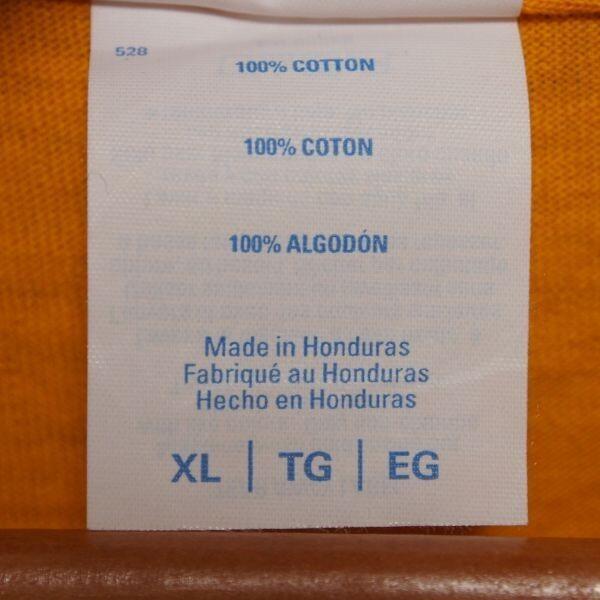 528
100% COTTON
100% COTON
100% ALGODÓN
Made in Honduras
Fabriqué au Honduras
Hecho en Honduras
XL | TG | EG